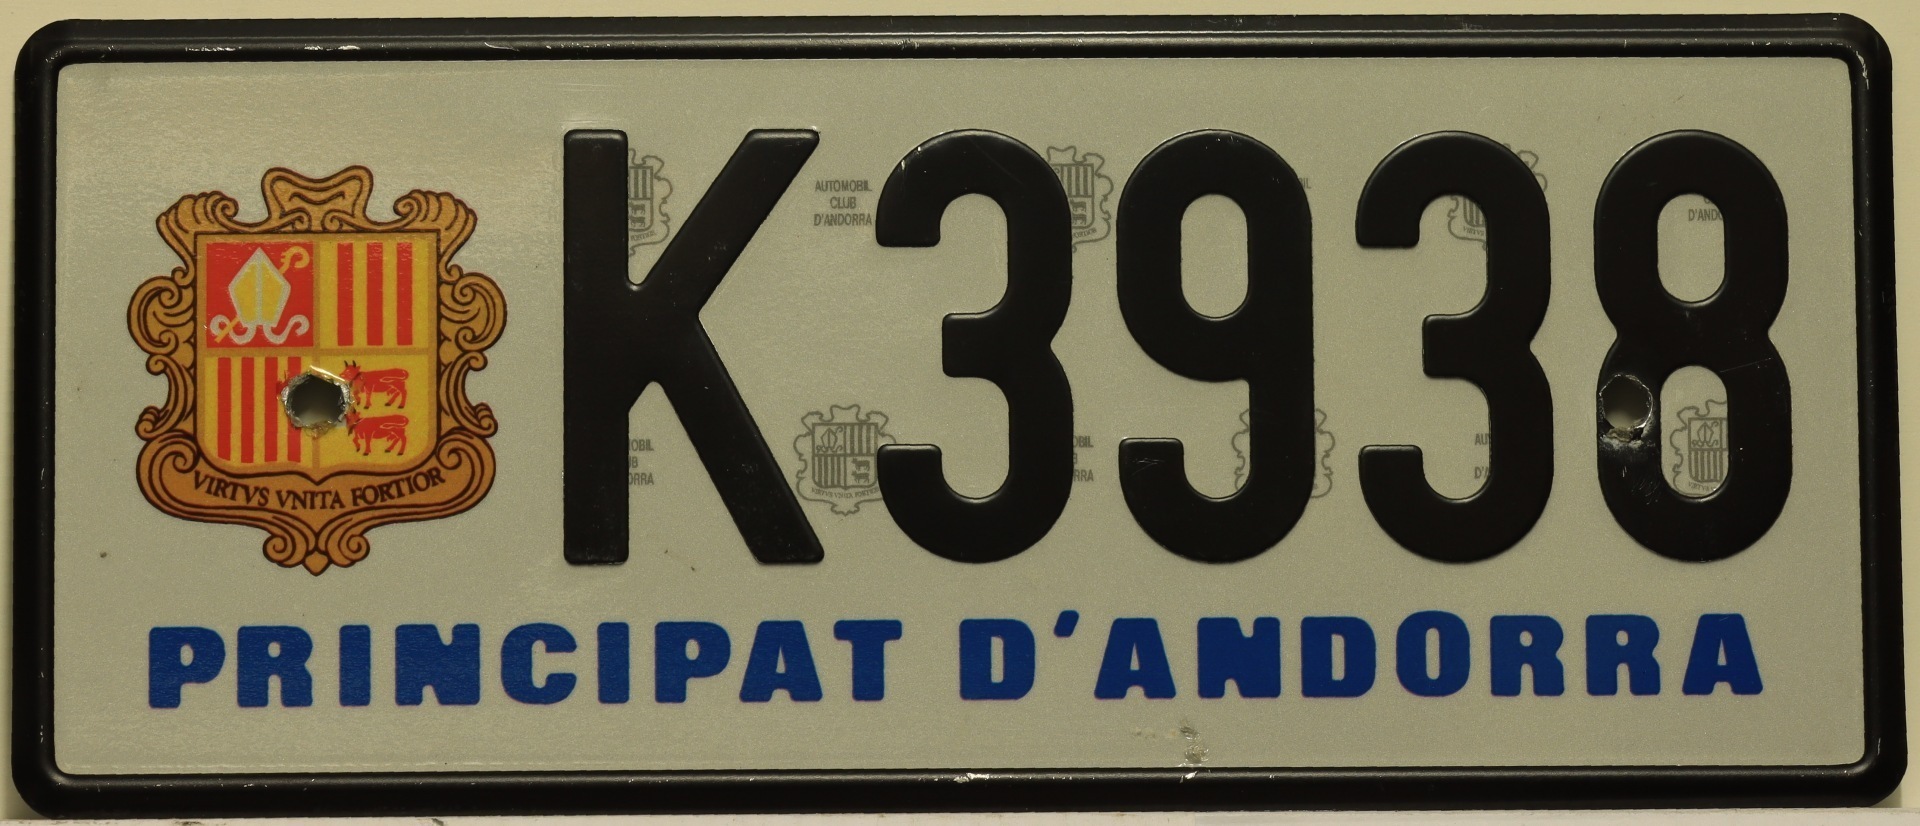 K3938
AUTOMOBIL
CLUB
D'ANDORRA
VIRTVS VNITA FORTIOR
PRINCIPAT D'ANDORRA